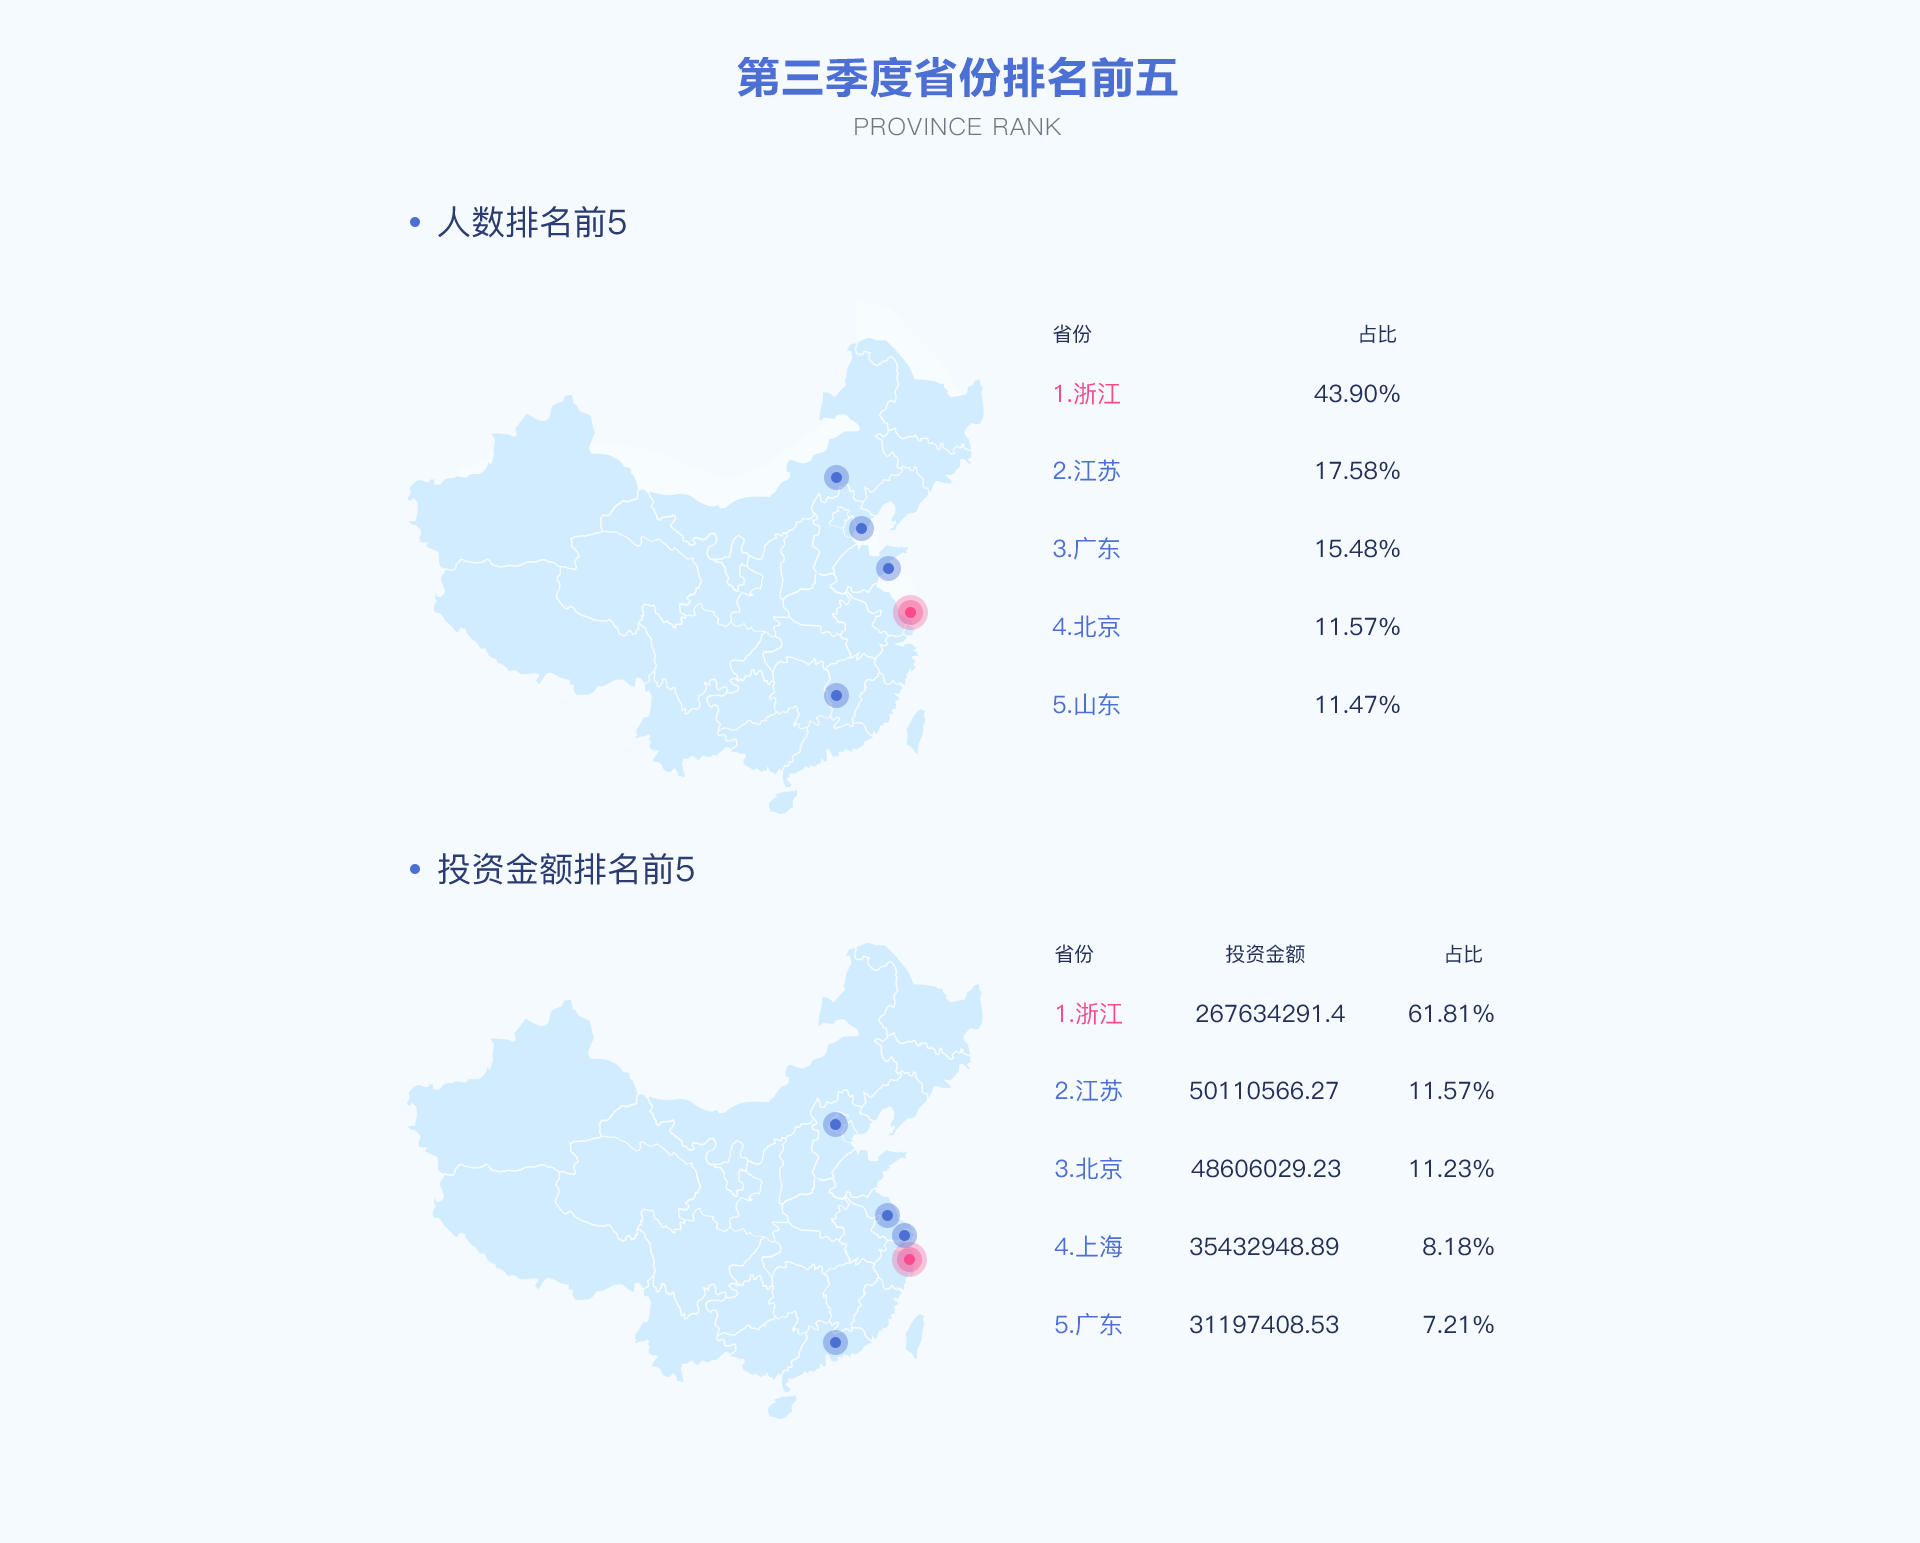 第三季度省份排名前五
PROVINCE RANK
人数排名前5
省份 占比
1.浙江 43.90%
2.江苏 17.58%
3.广东 15.48%
4.北京 11.57%
5.山东 11.47%
投资金额排名前5
省份 投资金额 占比
1.浙江 267634291.4 61.81%
2.江苏 50110566.27 11.57%
3.北京 48606029.23 11.23%
4.上海 35432948.89 8.18%
5.广东 31197408.53 7.21%